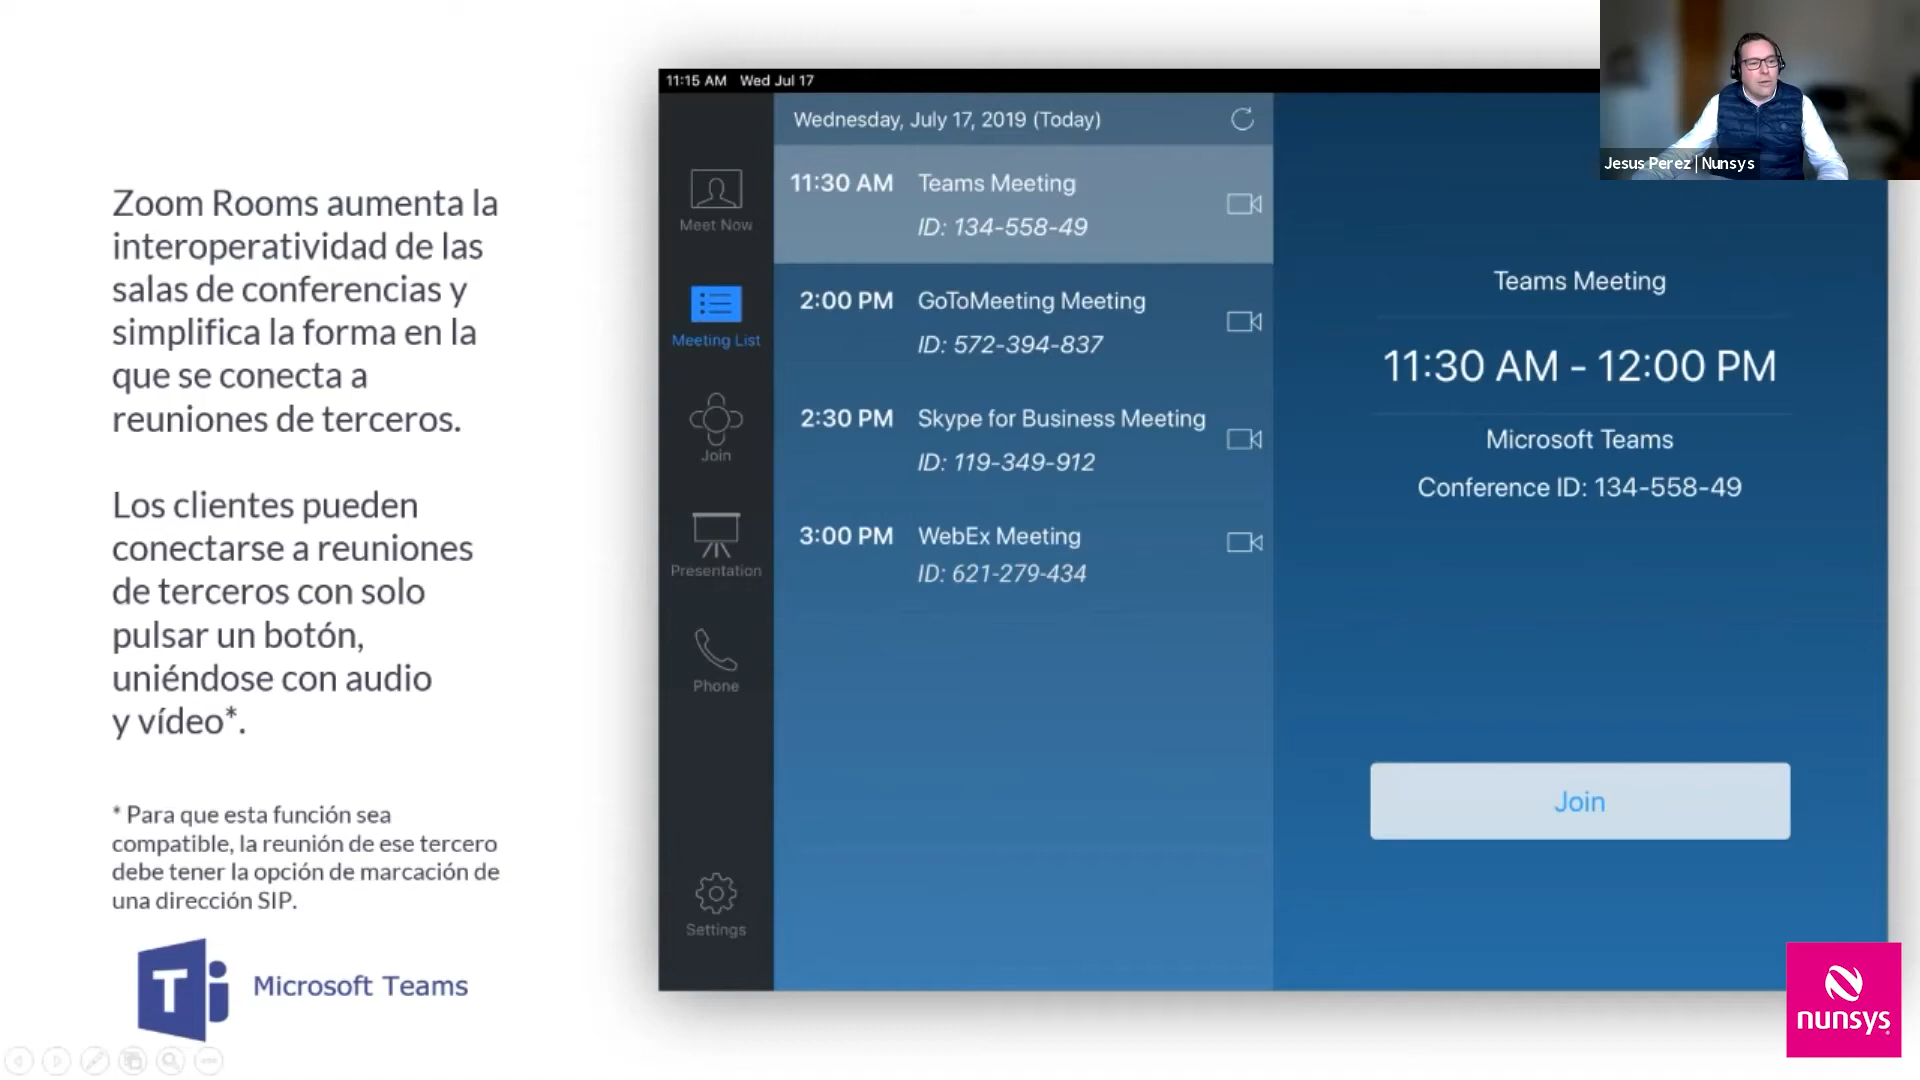 Zoom Rooms aumenta la
interoperatividad de las
salas de conferencias y
simplifica la forma en la
que se conecta a
reuniones de terceros.
Los clientes pueden
conectarse a reuniones
de terceros con solo
pulsar un botón,
uniéndose con audio
y vídeo*.
* Para que esta función sea
compatible, la reunión de ese tercero
debe tener la opción de marcación de
una dirección SIP.
Microsoft Teams
11:15 AM Wed Jul 17
Meet Now
Meeting List
Join
Presentation
Phone
Settings
Wednesday, July 17, 2019 (Today)
11:30 AM Teams Meeting
ID: 134-558-49
2:00 PM GoToMeeting Meeting
ID: 572-394-837
2:30 PM Skype for Business Meeting
ID: 119-349-912
3:00 PM WebEx Meeting
ID: 621-279-434
Teams Meeting
11:30 AM - 12:00 PM
Microsoft Teams
Conference ID: 134-558-49
Join
Jesus Perez | Nunsys
nunsys